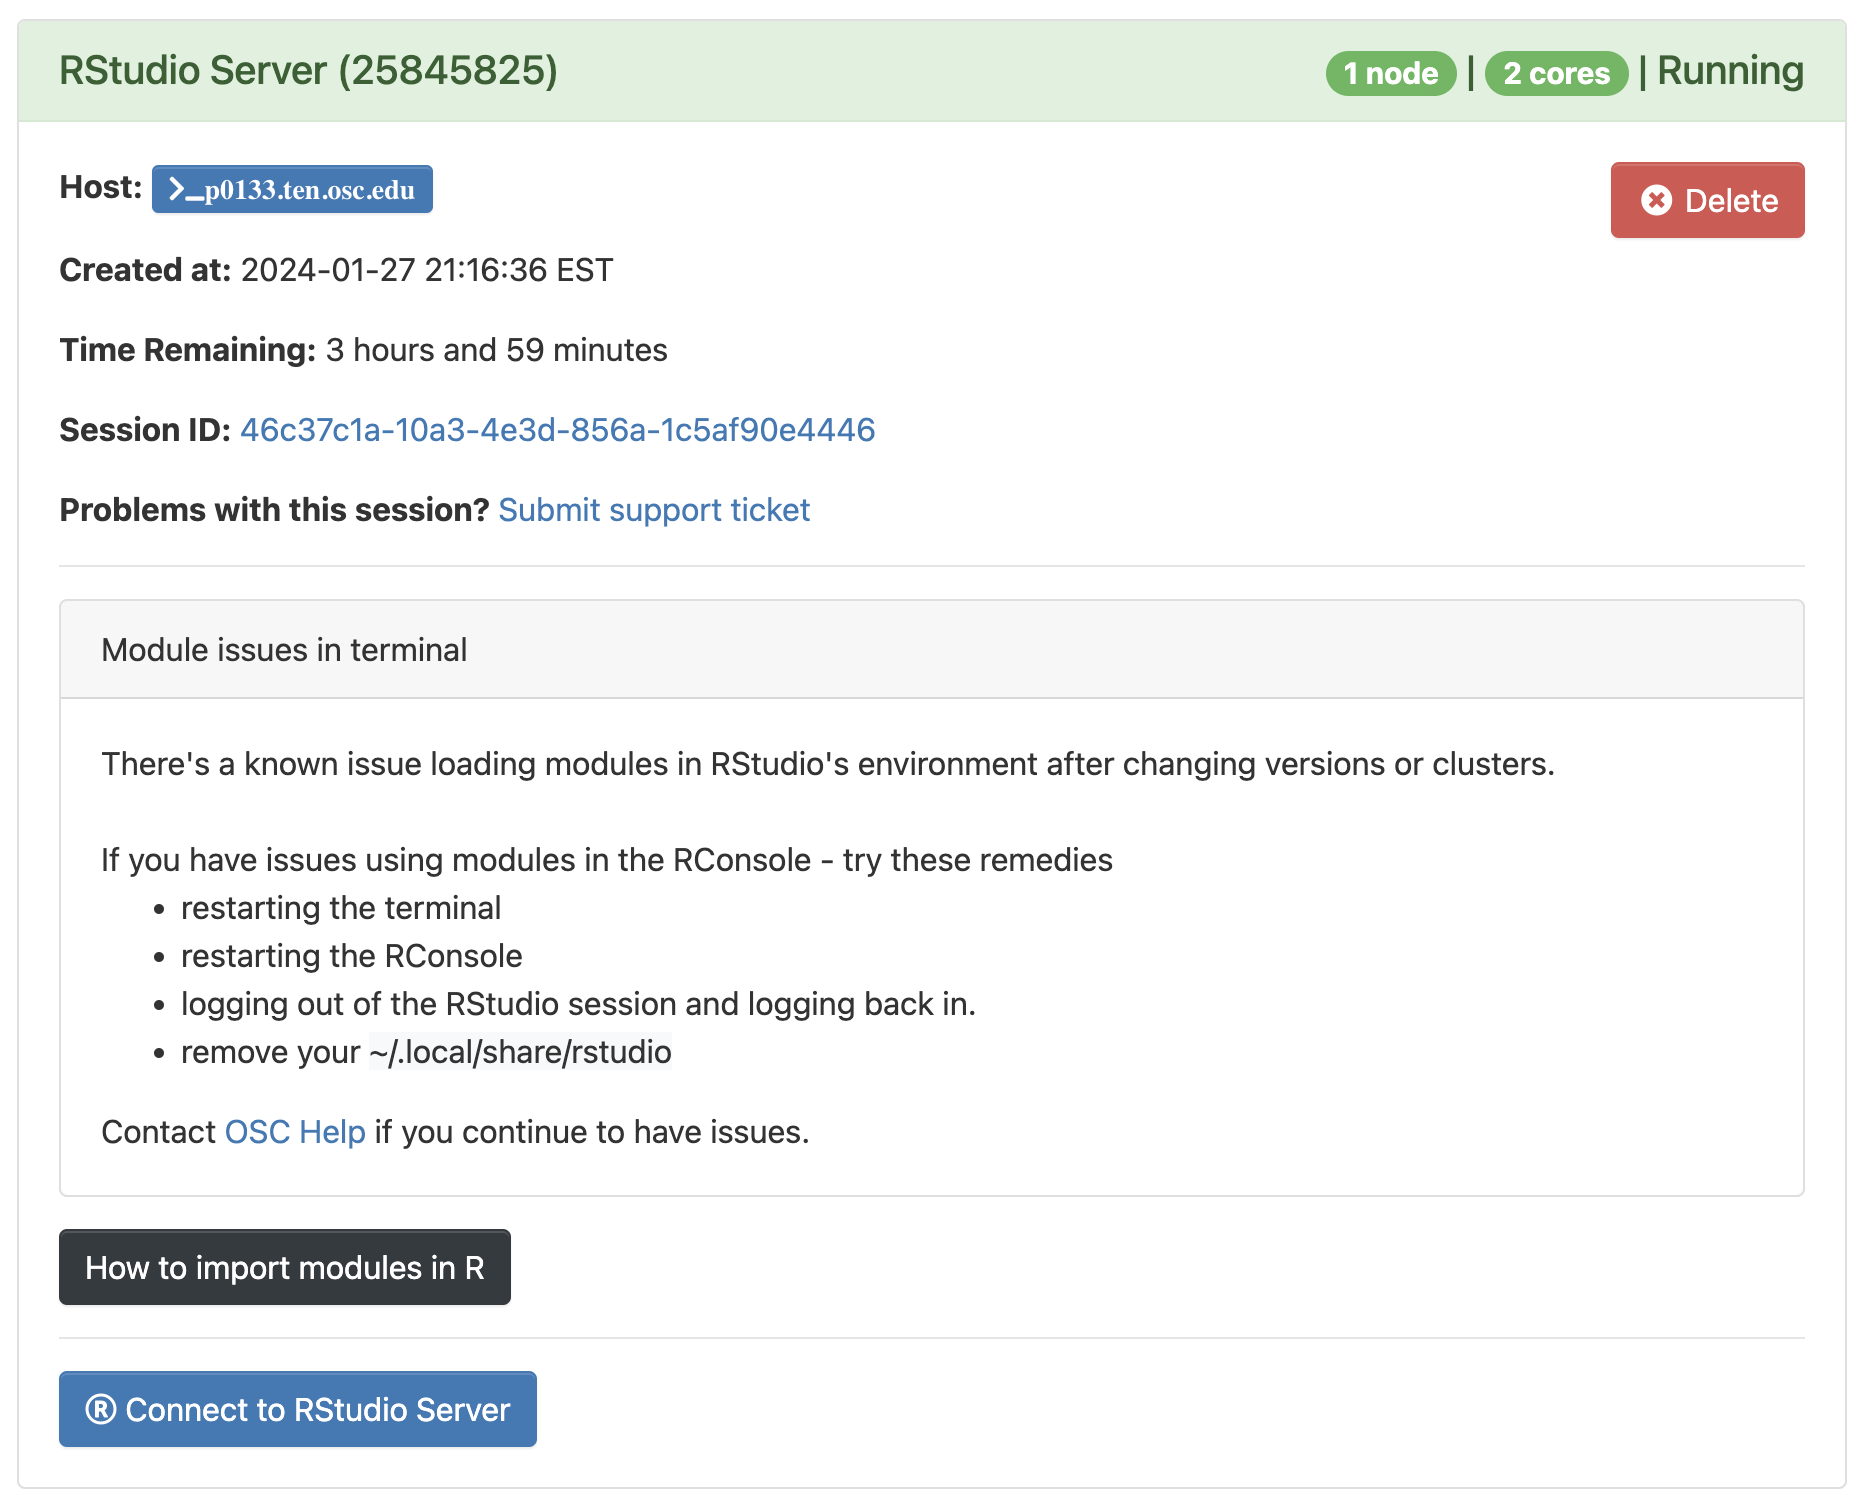 RStudio Server (25845825) 1 node | 2 cores | Running
Host: >_p0133.ten.osc.edu Delete
Created at: 2024-01-27 21:16:36 EST
Time Remaining: 3 hours and 59 minutes
Session ID: 46c37c1a-10a3-4e3d-856a-1c5af90e4446
Problems with this session? Submit support ticket
Module issues in terminal
There's a known issue loading modules in RStudio's environment after changing versions or clusters.
If you have issues using modules in the RConsole - try these remedies
• restarting the terminal
• restarting the RConsole
• logging out of the RStudio session and logging back in.
• remove your ~/.local/share/rstudio
Contact OSC Help if you continue to have issues.
How to import modules in R
® Connect to RStudio Server